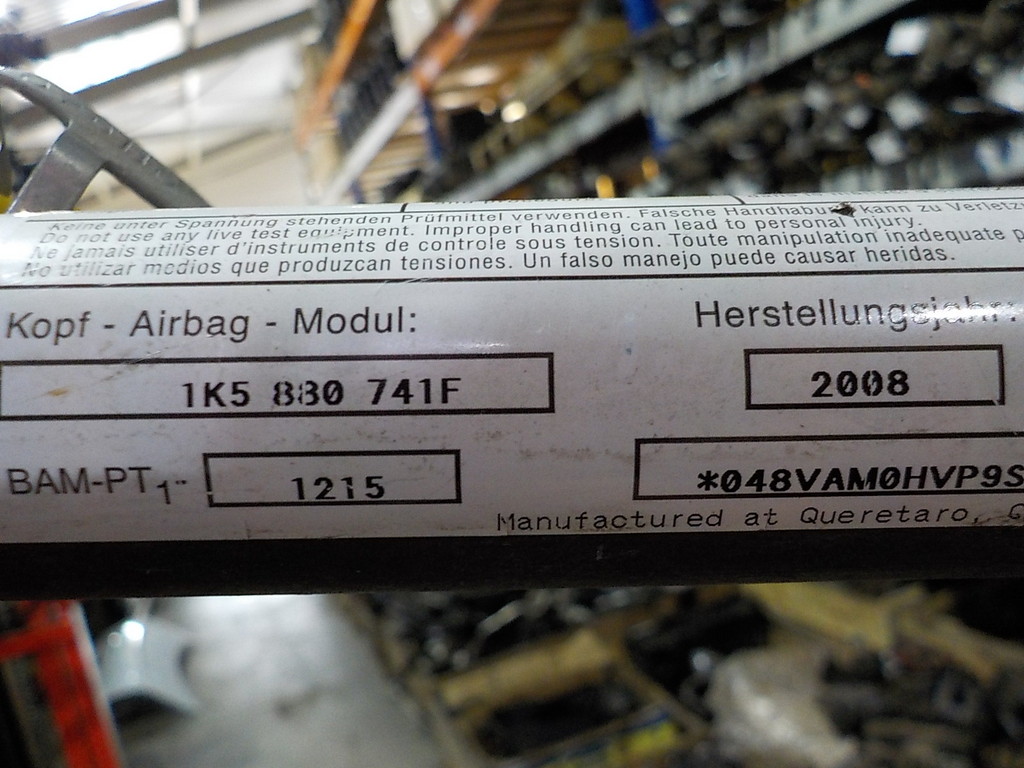 Keine unter Spannung stehenden Prüfmittel verwenden. Falsche Handhabu kann zu Verletz
Do not use any live test equipment. Improper handling can lead to personal injury.
Ne jamais utiliser d'instruments de controle sous tension. Toute manipulation inadequate p
No utilizar medios que produzcan tensiones. Un falso manejo puede causar heridas.
Kopf - Airbag - Modul: Herstellungsjahr:
1K5 880 741F 2008
BAM-PT1" 1215 *048VAM0HVP9S
Manufactured at Queretaro,